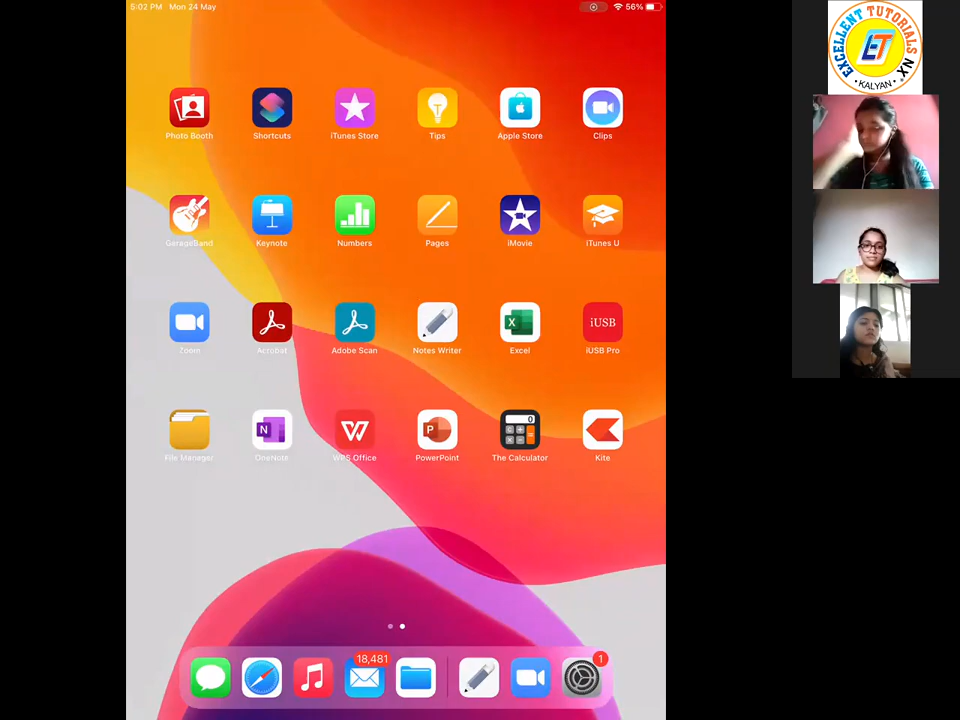 5:02 PM Mon 24 May
56%
Photo Booth Shortcuts iTunes Store Tips Apple Store Clips
GarageBand Keynote Numbers Pages iMovie iTunes U
iUSB
Zoom Acrobat Adobe Scan Notes Writer Excel iUSB Pro
0
File Manager OneNote WPS Office PowerPoint The Calculator Kite
18,481
1
EXCELLENT TUTORIALS NX
ET
KALYAN